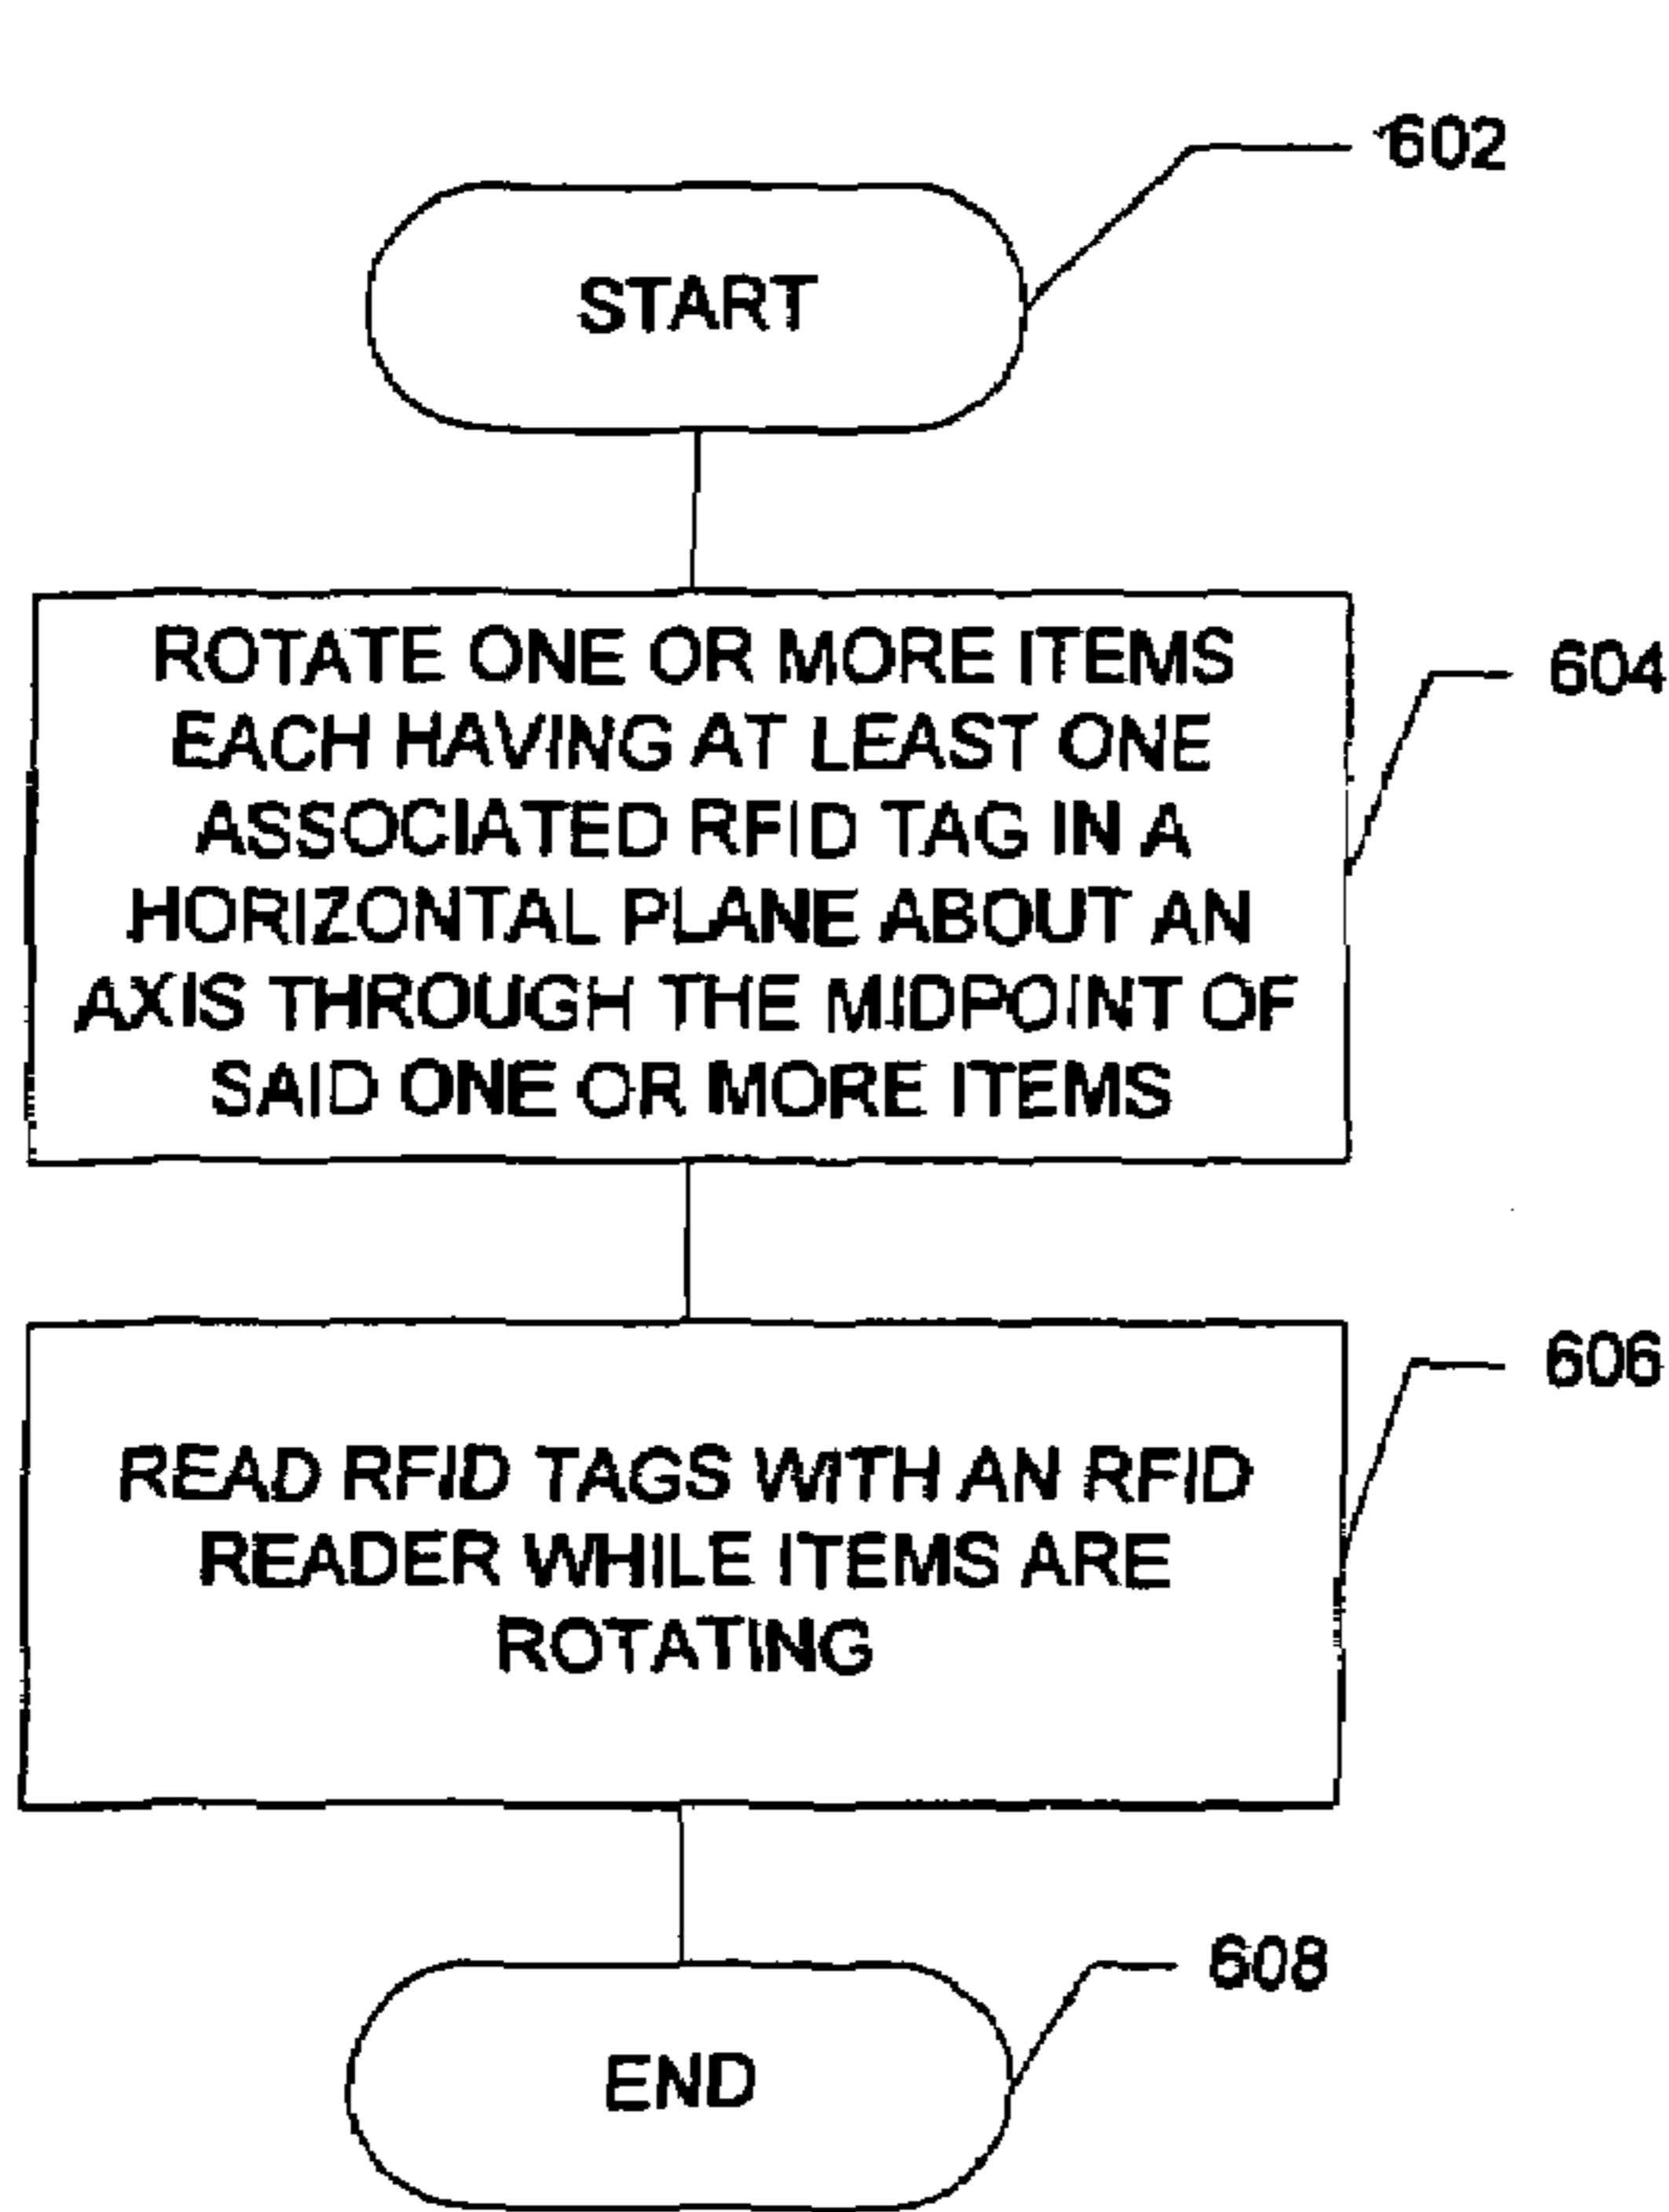 602
START
ROTATE ONE OR MORE ITEMS
EACH HAVING AT LEAST ONE
ASSOCIATED RFID TAG IN A
HORIZONTAL PLANE ABOUT AN
AXIS THROUGH THE MIDPOINT OF
SAID ONE OR MORE ITEMS
604
READ RFID TAGS WITH AN RFID
READER WHILE ITEMS ARE
ROTATING
606
608
END